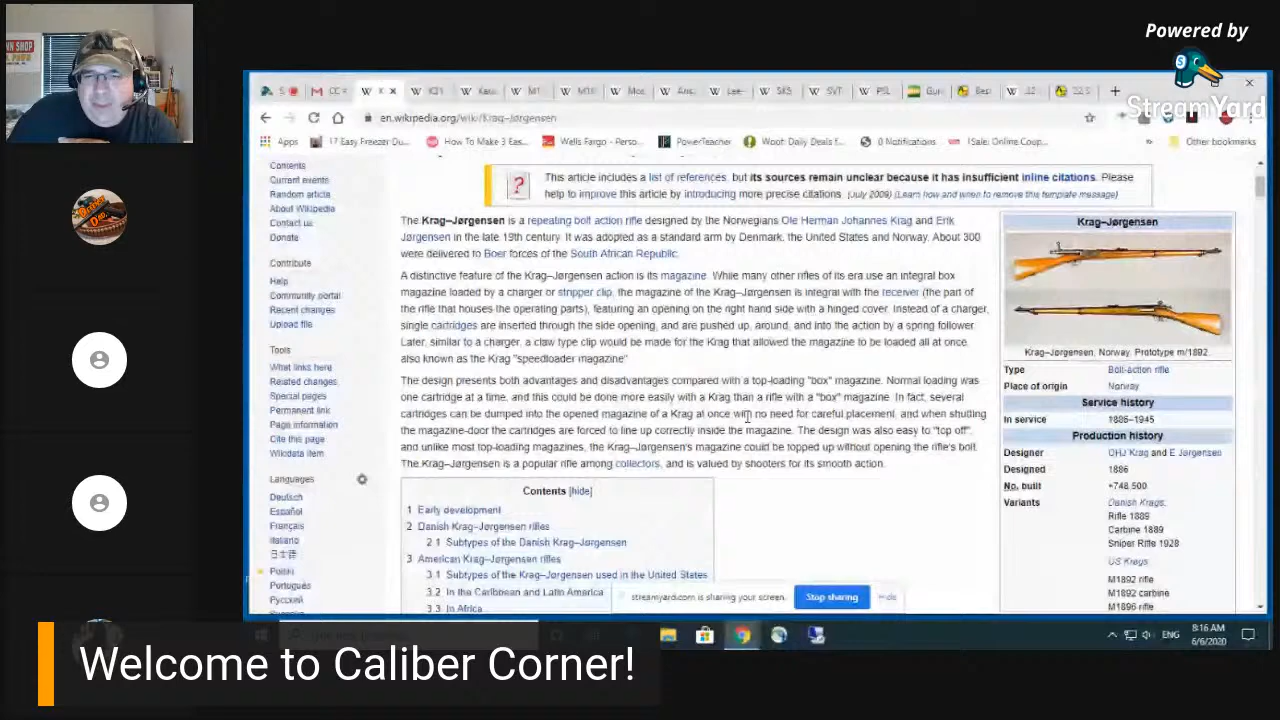 Powered by
StreamYard
en.wikipedia.org/wiki/Krag–Jørgensen
Apps
17 Easy Freezer Du...
How To Make 3 Eas...
Wells Fargo - Perso...
PowerTeacher
Woot: Daily Deals f...
0 Notifications
Other bookmarks
Contents
Current events
Random article
About Wikipedia
Contact us
Donate
Contribute
Help
Community portal
Recent changes
Upload file
Tools
What links here
Related changes
Special pages
Permanent link
Page information
Cite this page
Wikidata item
Languages
Deutsch
Español
Français
Italiano
日本語
Polski
Português
Русский
This article includes a list of references, but its sources remain unclear because it has insufficient inline citations. Please
help to improve this article by introducing more precise citations. (July 2009) (Learn how and when to remove this template message)
The Krag–Jørgensen is a repeating bolt action rifle designed by the Norwegians Ole Herman Johannes Krag and Erik
Jørgensen in the late 19th century. It was adopted as a standard arm by Denmark, the United States and Norway. About 300
were delivered to Boer forces of the South African Republic.
A distinctive feature of the Krag–Jørgensen action is its magazine. While many other rifles of its era use an integral box
magazine loaded by a charger or stripper clip, the magazine of the Krag–Jørgensen is integral with the receiver (the part of
the rifle that houses the operating parts), featuring an opening on the right hand side with a hinged cover. Instead of a charger,
single cartridges are inserted through the side opening, and are pushed up, around, and into the action by a spring follower.
Later, similar to a charger, a claw type clip would be made for the Krag that allowed the magazine to be loaded all at once,
also known as the Krag "speedloader magazine"
The design presents both advantages and disadvantages compared with a top-loading "box" magazine. Normal loading was
one cartridge at a time, and this could be done more easily with a Krag than a rifle with a "box" magazine. In fact, several
cartridges can be dumped into the opened magazine of a Krag at once with no need for careful placement, and when shutting
the magazine-door the cartridges are forced to line up correctly inside the magazine. The design was also easy to "top off",
and unlike most top-loading magazines, the Krag–Jørgensen's magazine could be topped up without opening the rifle's bolt.
The Krag–Jørgensen is a popular rifle among collectors, and is valued by shooters for its smooth action.
Contents [hide]
1 Early development
2 Danish Krag–Jørgensen rifles
2.1 Subtypes of the Danish Krag–Jørgensen
3 American Krag–Jørgensen rifles
3.1 Subtypes of the Krag–Jørgensen used in the United States
3.2 In the Caribbean and Latin America
3.3 In Africa
Krag–Jørgensen
Krag–Jørgensen, Norway, Prototype m/1892.
Type Bolt-action rifle
Place of origin Norway
Service history
In service 1886–1945
Production history
Designer OHJ Krag and E Jørgensen
Designed 1886
No. built +748,500
Variants Danish Krags:
Rifle 1889
Carbine 1889
Sniper Rifle 1928
US Krags:
M1892 rifle
M1892 carbine
M1896 rifle
streamyard.com is sharing your screen.
Stop sharing
Hide
ENG
8:16 AM
6/6/2020
Welcome to Caliber Corner!